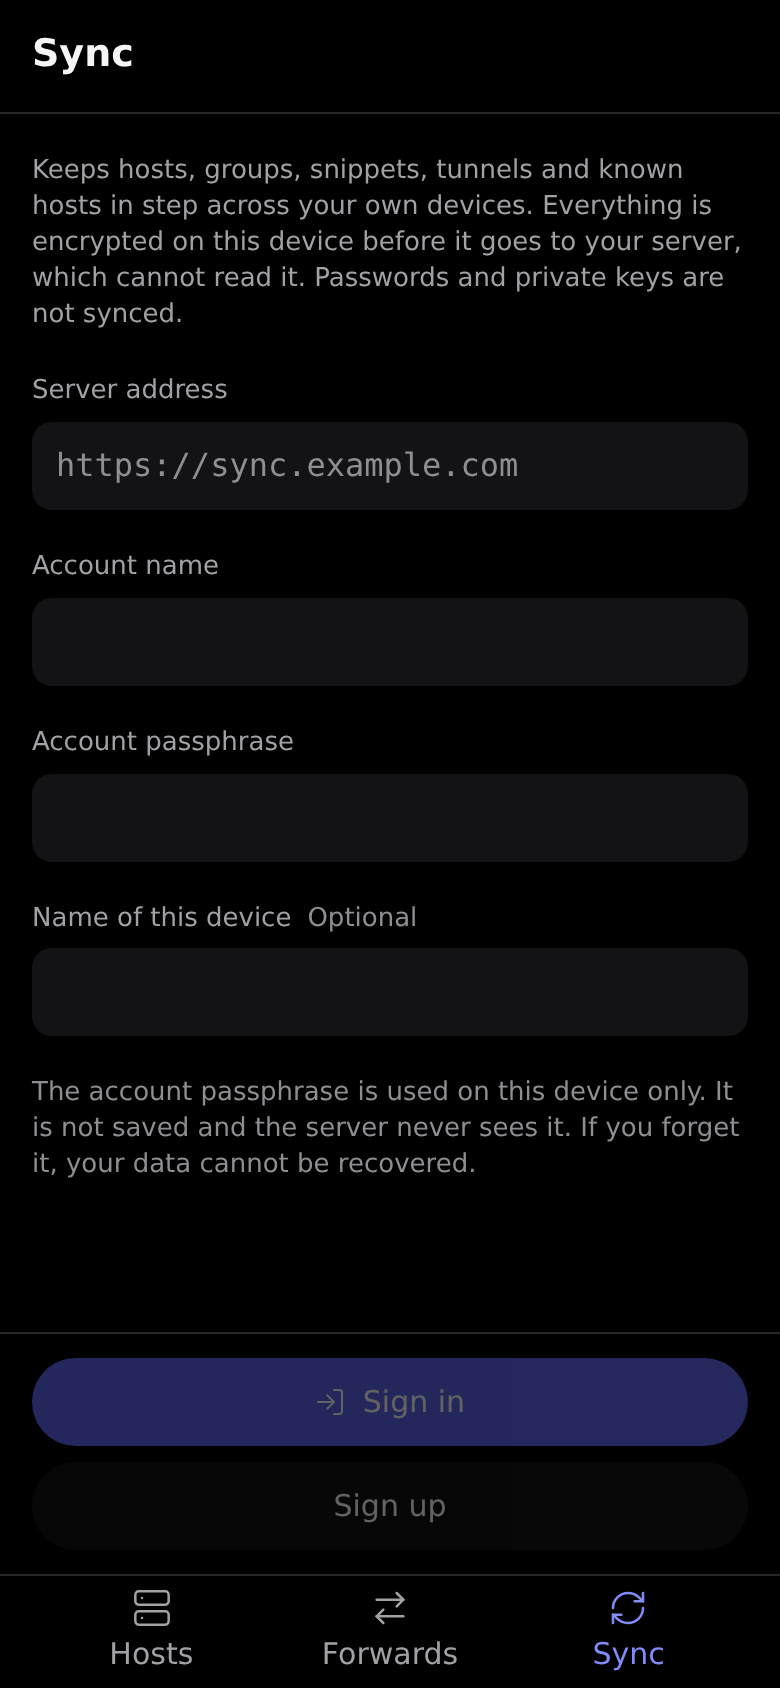 Sync
Keeps hosts, groups, snippets, tunnels and known
hosts in step across your own devices. Everything is
encrypted on this device before it goes to your server,
which cannot read it. Passwords and private keys are
not synced.
Server address
https://sync.example.com
Account name
Account passphrase
Name of this device Optional
The account passphrase is used on this device only. It
is not saved and the server never sees it. If you forget
it, your data cannot be recovered.
Sign in
Sign up
Hosts Forwards Sync